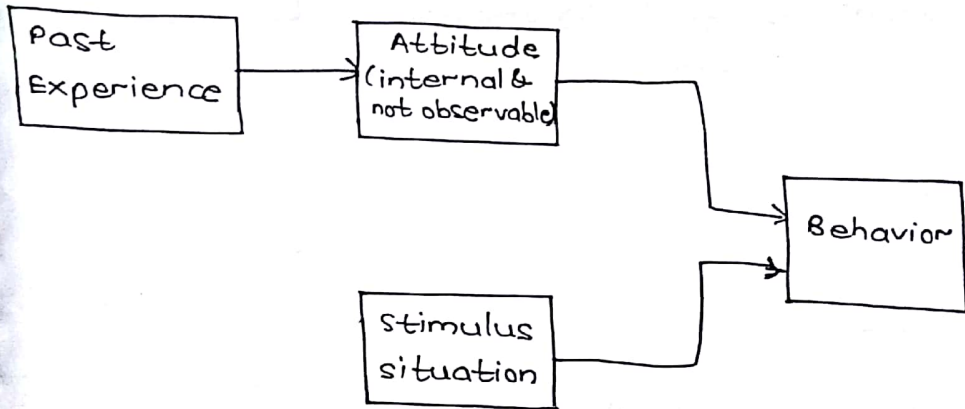 Past
Experience
Attitude
(internal &
not observable)
Behavior
stimulus
situation